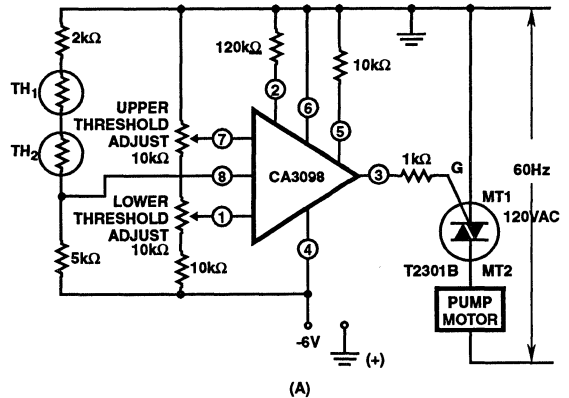 2kΩ
TH1
TH2
5kΩ
UPPER
THRESHOLD
ADJUST
10kΩ
LOWER
THRESHOLD
ADJUST
10kΩ
10kΩ
120kΩ
2
6
10kΩ
5
7
8
1
CA3098
3
4
1kΩ
G
MT1
60Hz
120VAC
T2301B
MT2
PUMP
MOTOR
-6V
(+)
(A)